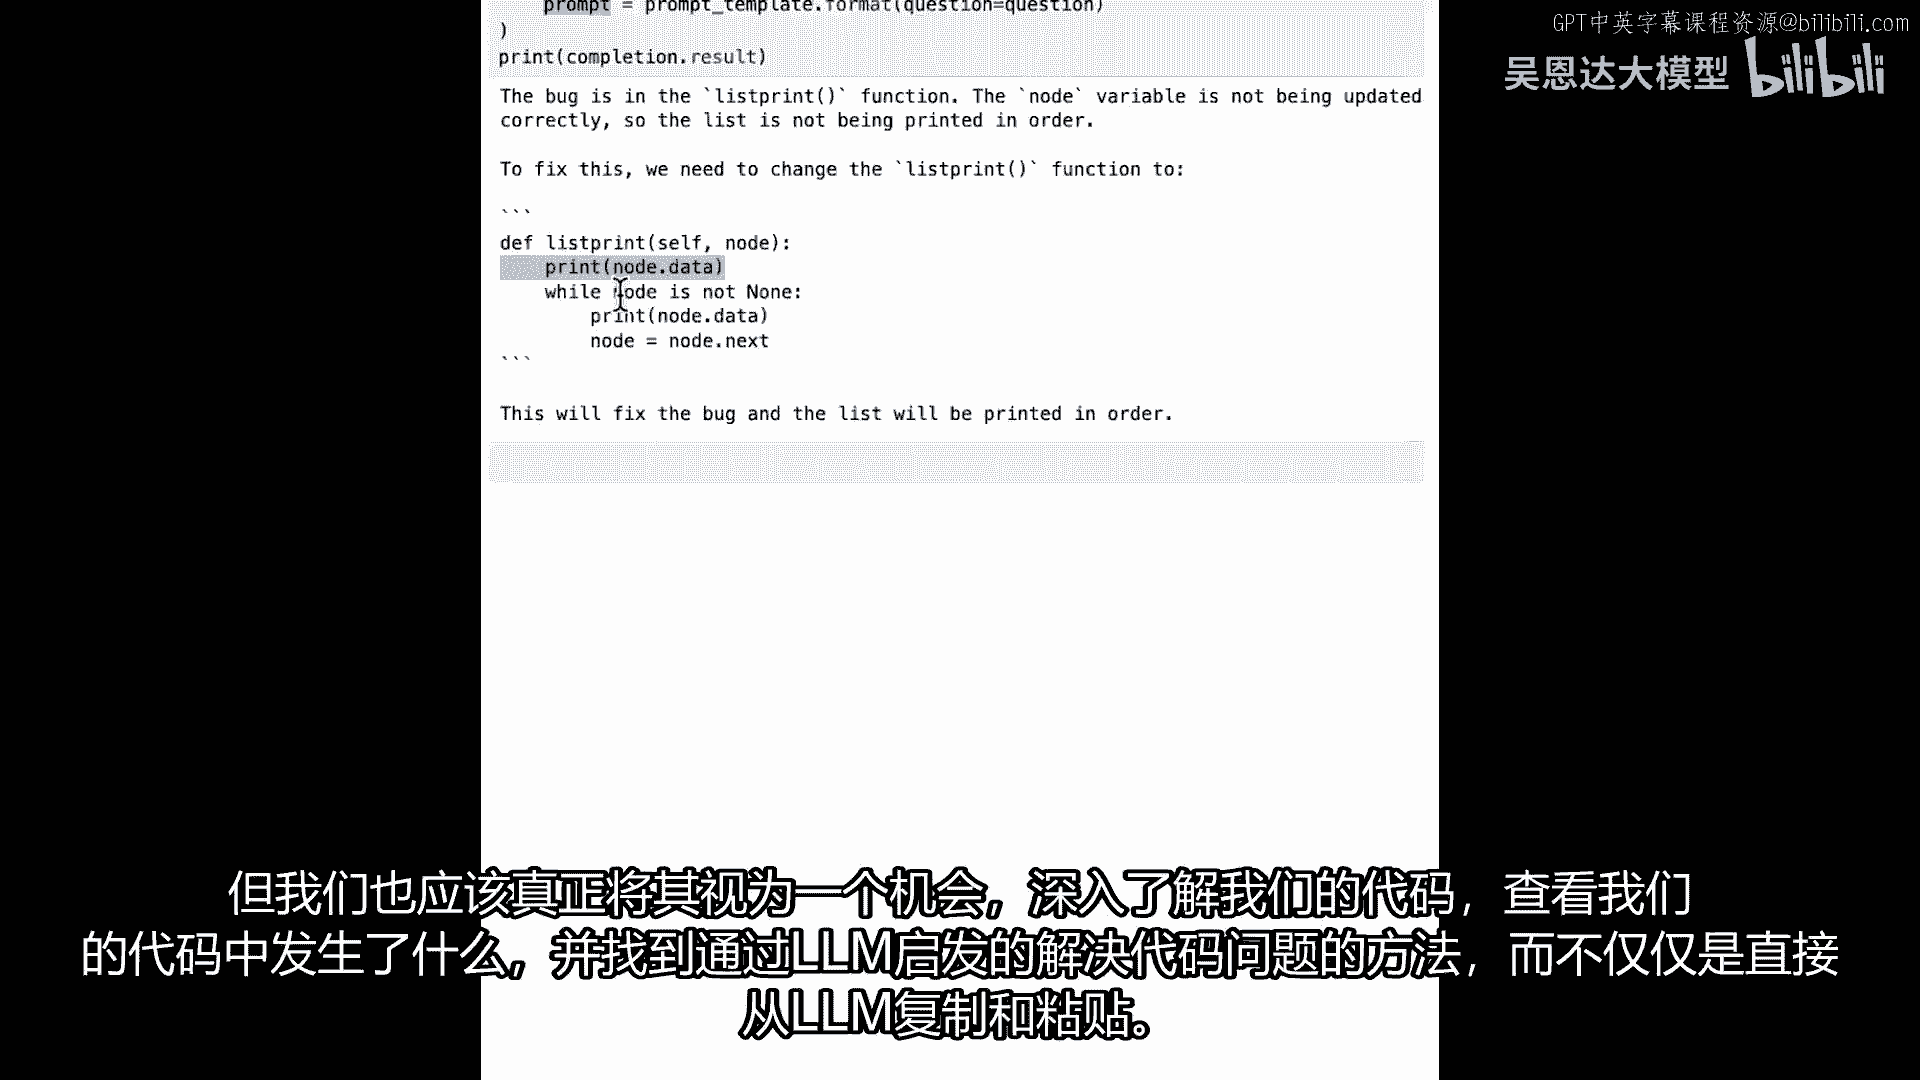 GPT中英字幕课程资源@bilibili.com
吴恩达大模型 bilibili
    prompt = prompt_template.format(question=question)
)
print(completion.result)
The bug is in the `listprint()` function. The `node` variable is not being updated
correctly, so the list is not being printed in order.
To fix this, we need to change the `listprint()` function to:
```
def listprint(self, node):
    print(node.data)
    while node is not None:
        print(node.data)
        node = node.next
```
This will fix the bug and the list will be printed in order.
但我们也应该真正将其视为一个机会，深入了解我们的代码，查看我们
的代码中发生了什么，并找到通过LLM启发的解决代码问题的方法，而不仅仅是直接
从LLM复制和粘贴。